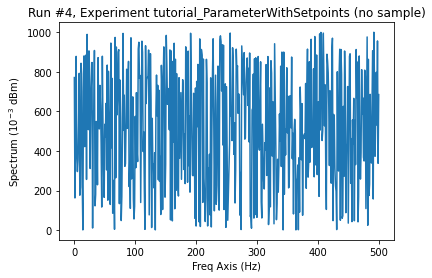 Run #4, Experiment tutorial_ParameterWithSetpoints (no sample)
1000
800
600
400
200
0
Spectrum (10⁻³ dBm)
0 100 200 300 400 500
Freq Axis (Hz)